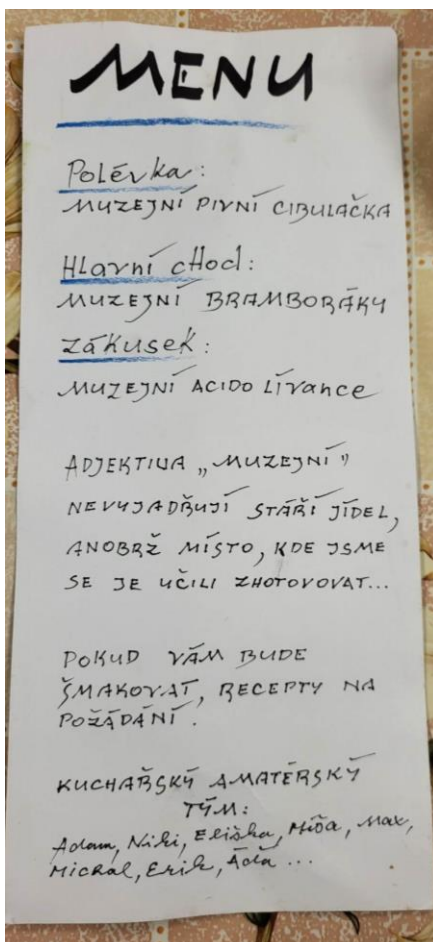 MENU
Polévka:
MUZEJNÍ PIVNÍ CIBULAČKA
HLavní cHod:
MUZEJNÍ BRAMBORÁKY
Zákusek:
MUZEJNÍ ACIDO LÍVANCE
ADJEKTIVA „MUZEJNÍ"
NEVYJADŘUJÍ STÁŘÍ JÍDEL,
ANOBRŽ MÍSTO, KDE JSME
SE JE UČILI ZHOTOVOVAT...
POKUD VÁM BUDE
ŠMAKOVAT, RECEPTY NA
POŽÁDÁNÍ.
KUCHAŘSKÝ AMATÉRSKÝ
TÝM:
Adam, Niki, Eliška, Míša, Max,
Michal, Erik, Áďa ...